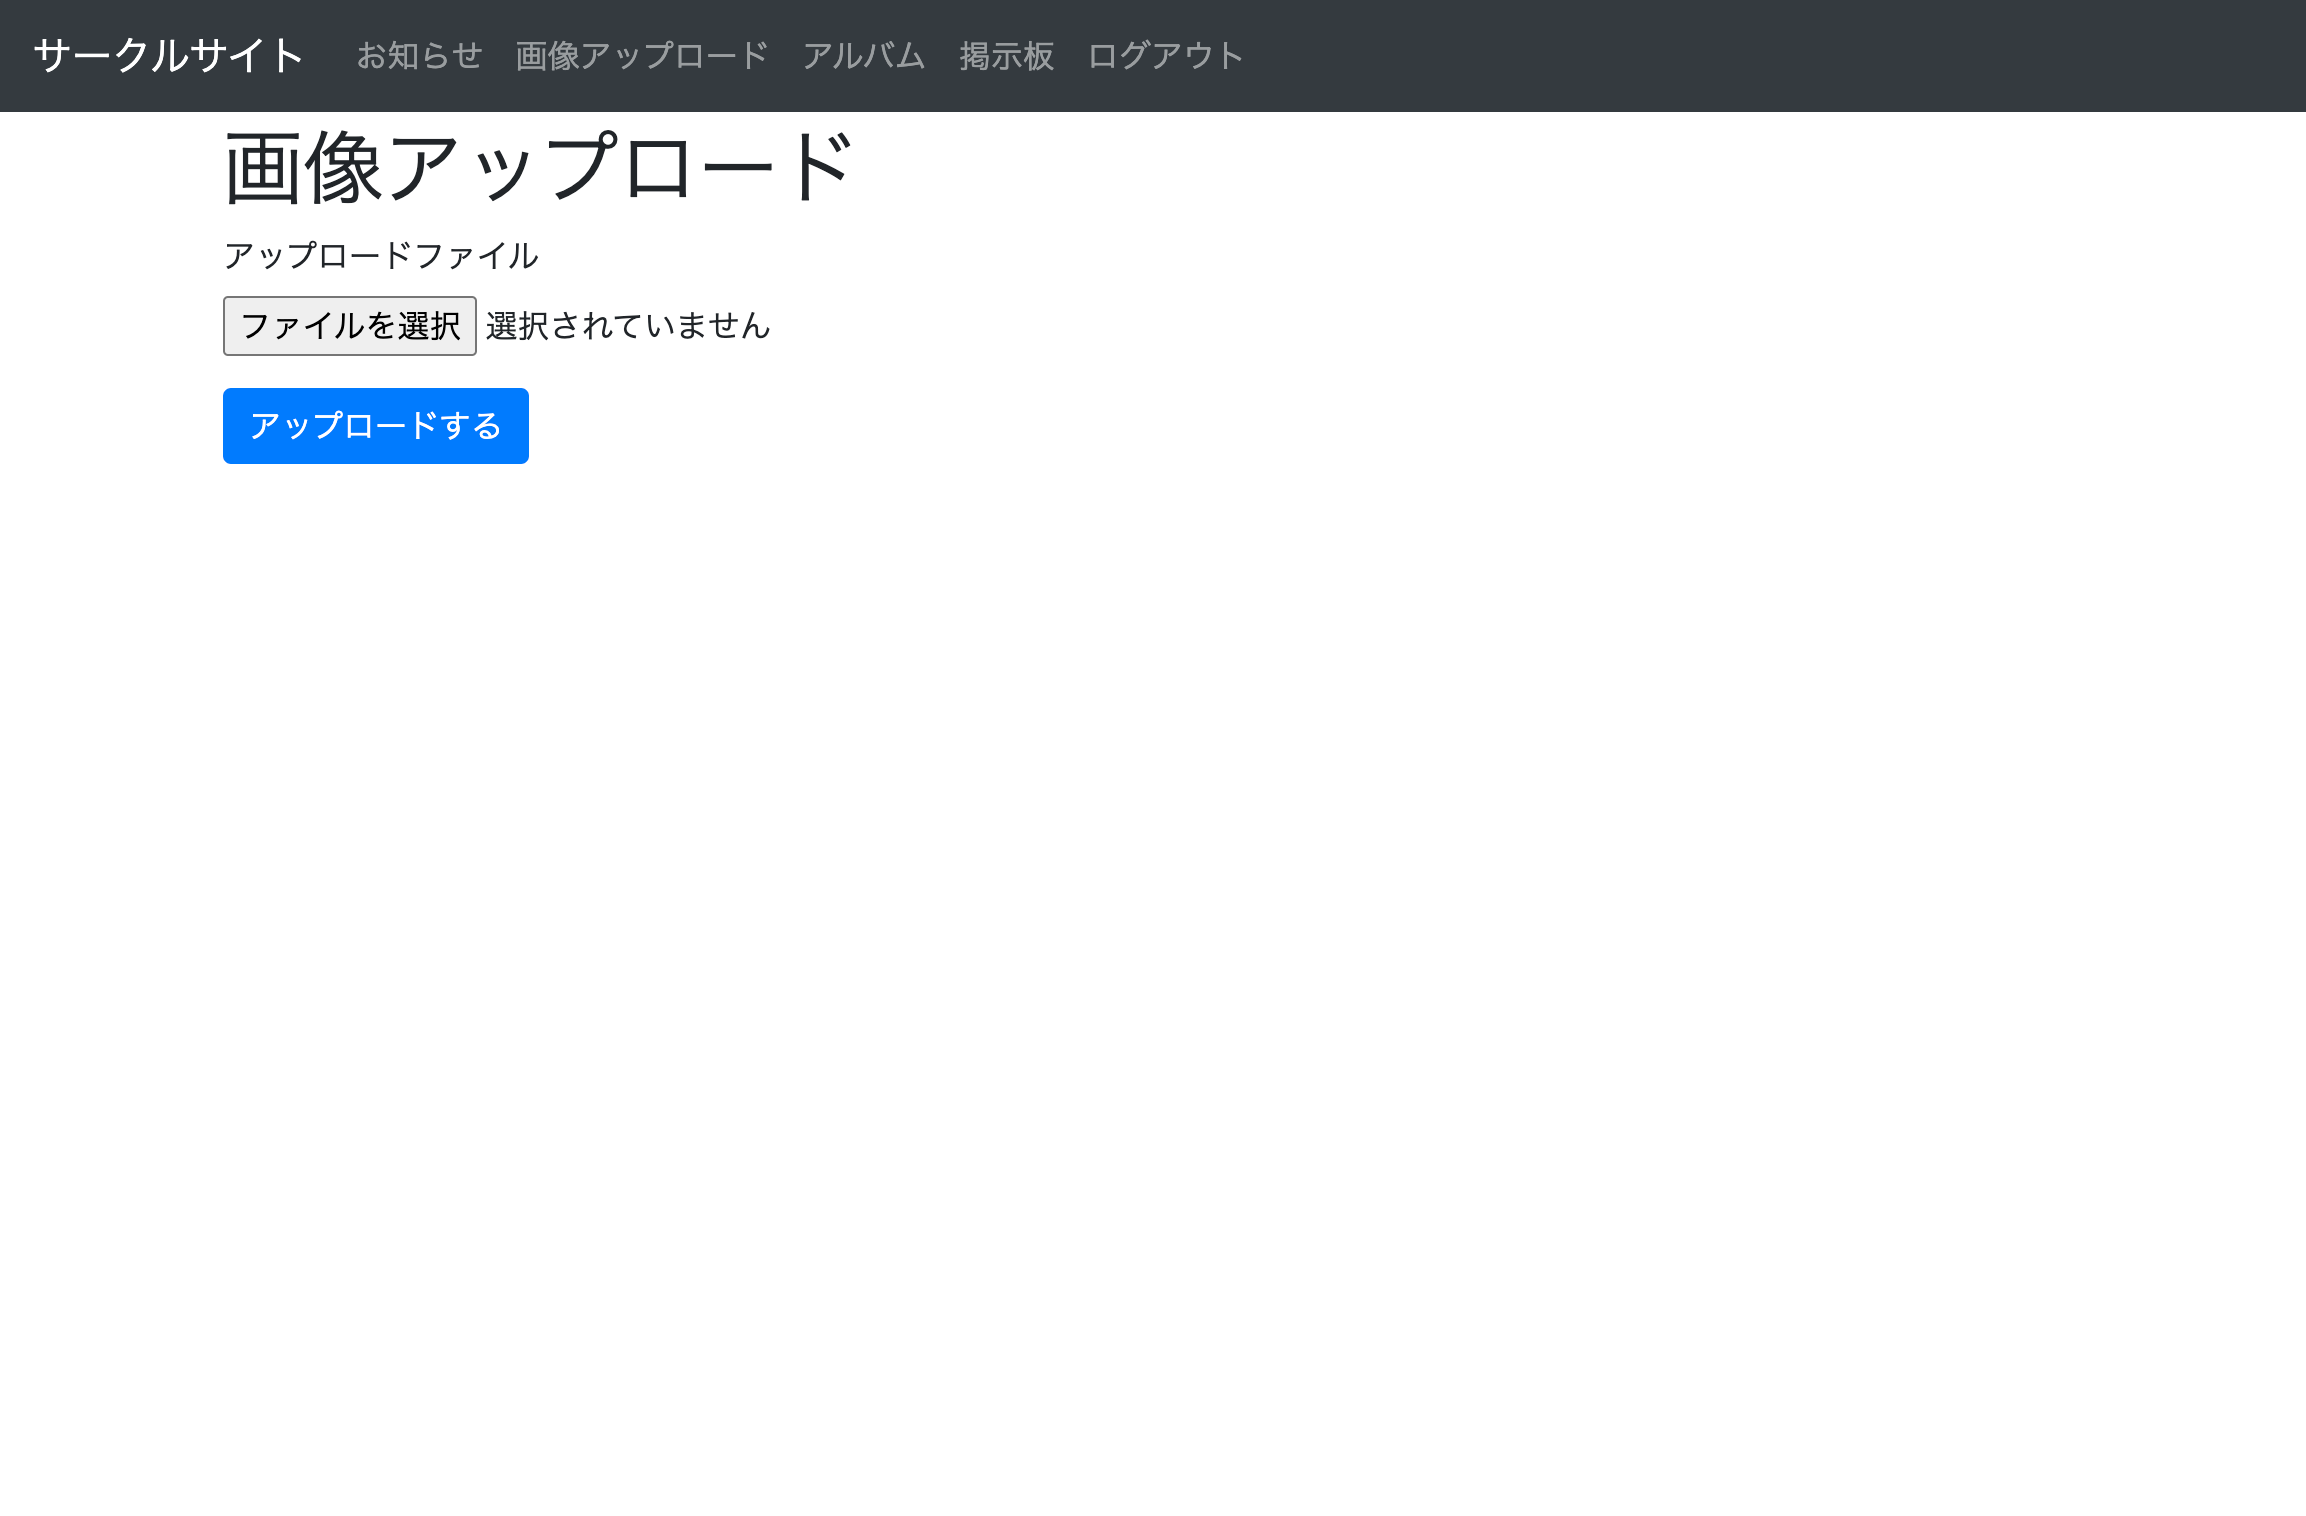 サークルサイト お知らせ 画像アップロード アルバム 掲示板 ログアウト
画像アップロード
アップロードファイル
ファイルを選択 選択されていません
アップロードする